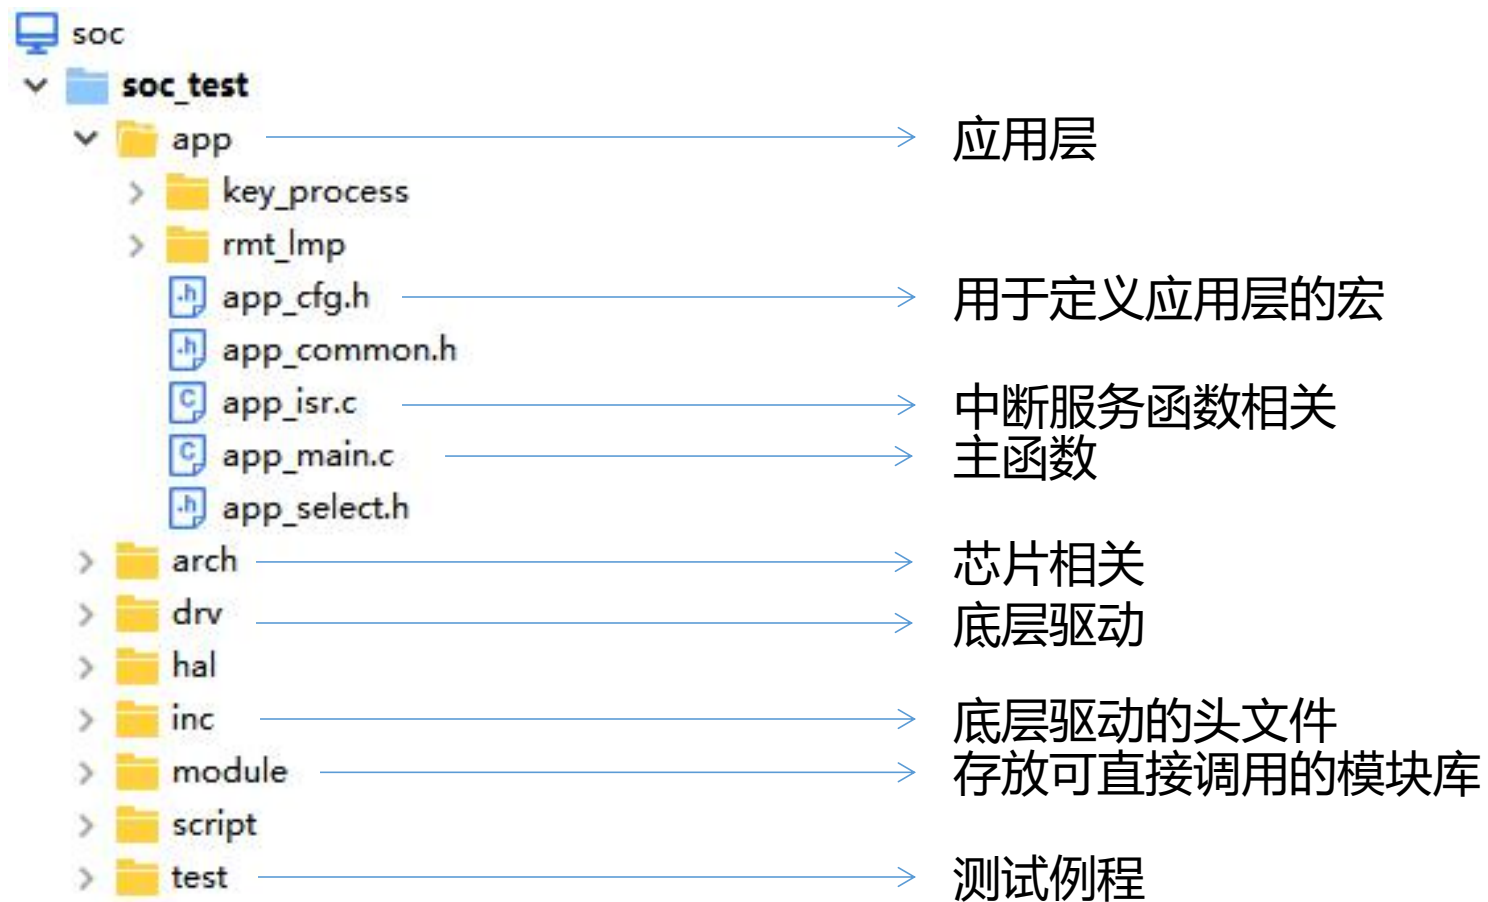 soc
soc_test
app 应用层
key_process
rmt_lmp
app_cfg.h 用于定义应用层的宏
app_common.h
app_isr.c 中断服务函数相关
app_main.c 主函数
app_select.h
arch 芯片相关
drv 底层驱动
hal
inc 底层驱动的头文件
module 存放可直接调用的模块库
script
test 测试例程